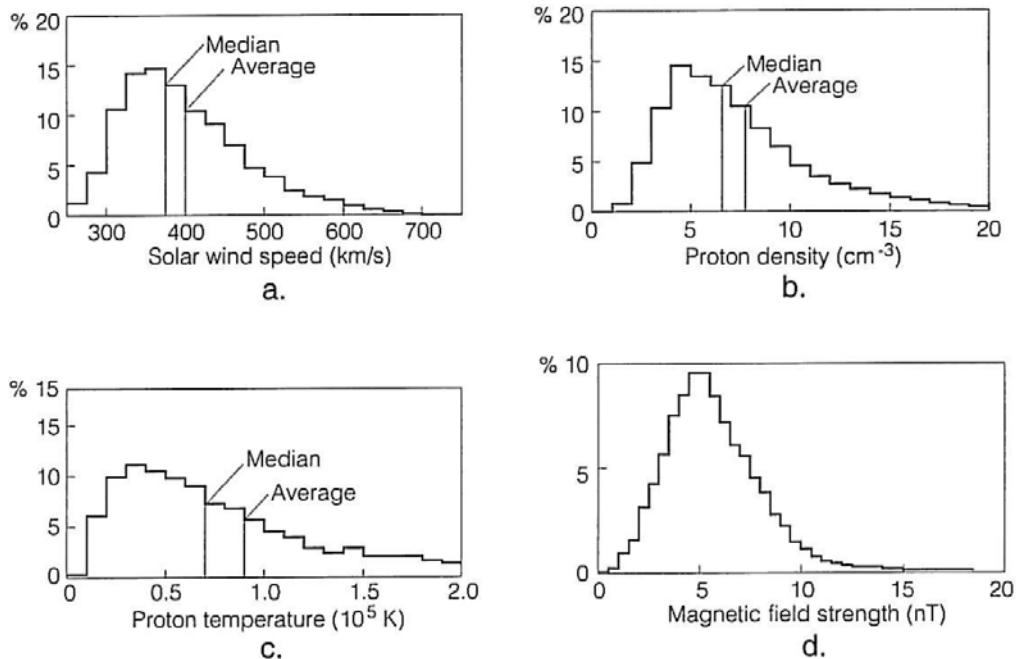 % 20
15
10
5
0
Median
Average
300 400 500 600 700
Solar wind speed (km/s)
a.
% 20
15
10
5
0
Median
Average
0 5 10 15 20
Proton density (cm⁻³)
b.
% 15
15
10
5
0
Median
Average
0 0.5 1.0 1.5 2.0
Proton temperature (10⁵ K)
c.
% 10
5
0
0 5 10 15 20
Magnetic field strength (nT)
d.